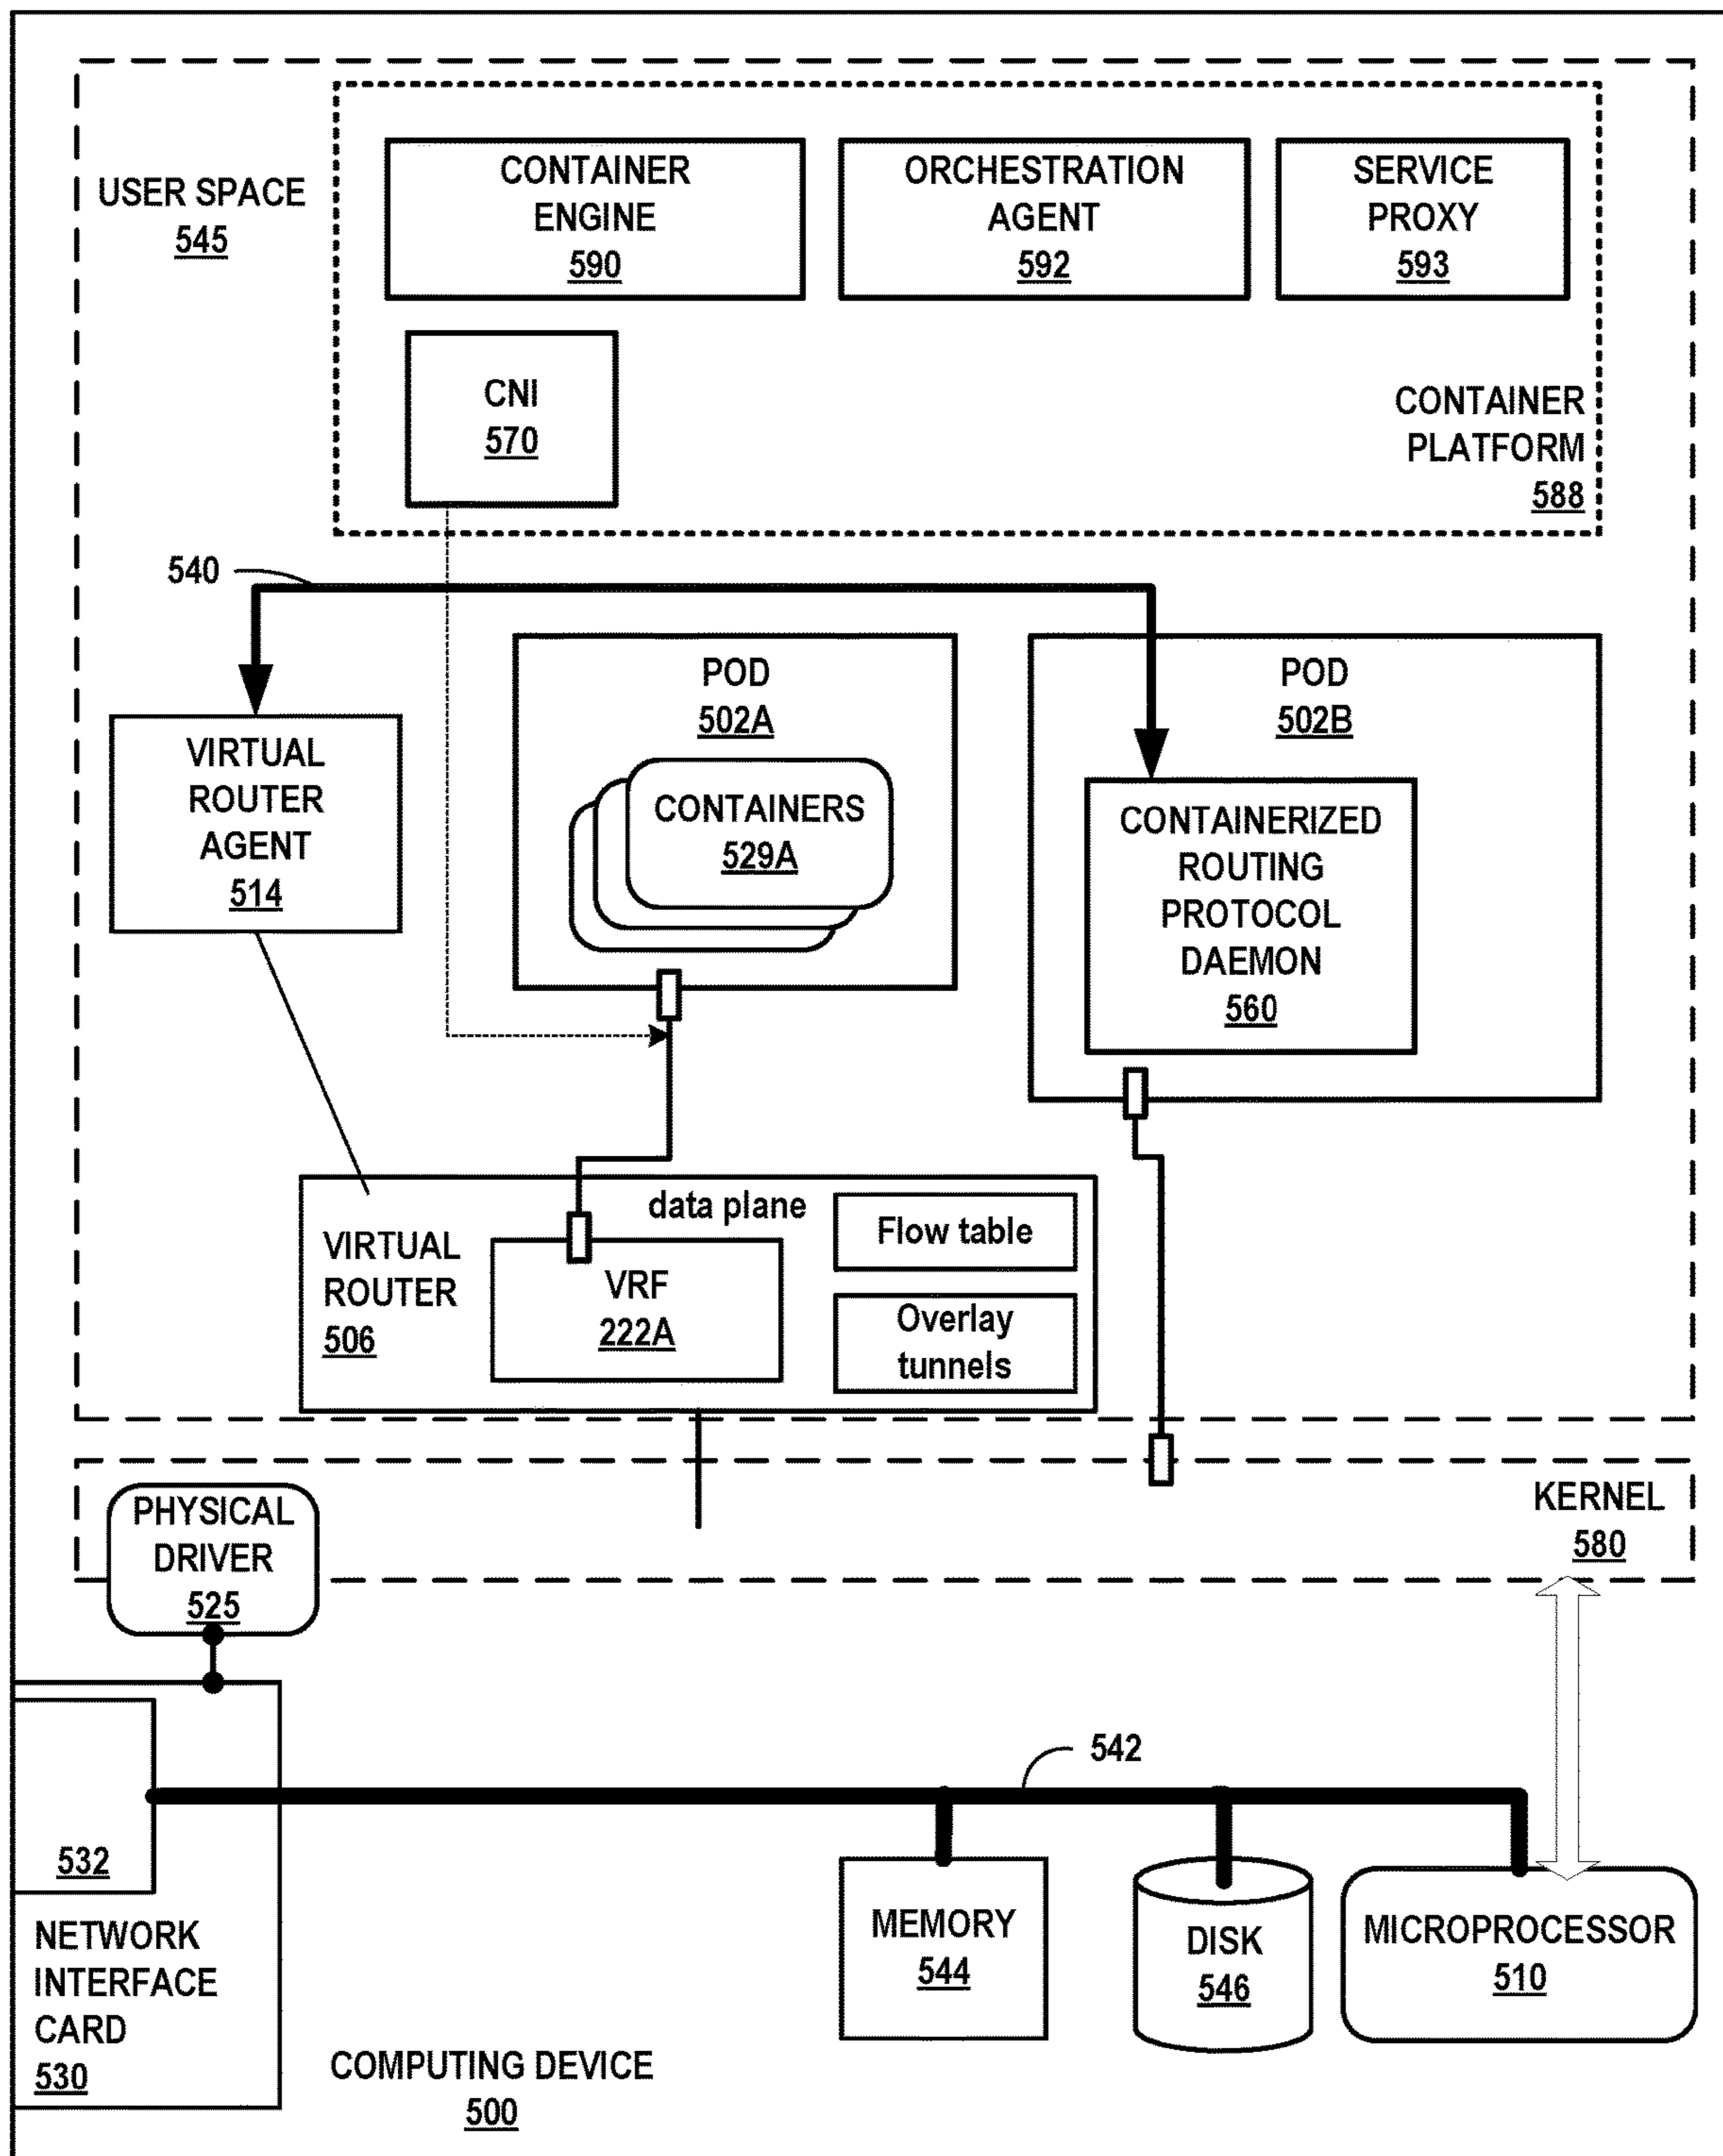 USER SPACE
545
CONTAINER
ENGINE
590
ORCHESTRATION
AGENT
592
SERVICE
PROXY
593
CNI
570
CONTAINER
PLATFORM
588
540
VIRTUAL
ROUTER
AGENT
514
POD
502A
CONTAINERS
529A
POD
502B
CONTAINERIZED
ROUTING
PROTOCOL
DAEMON
560
VIRTUAL
ROUTER
506
data plane
VRF
222A
Flow table
Overlay
tunnels
PHYSICAL
DRIVER
525
KERNEL
580
542
532
NETWORK
INTERFACE
CARD
530
MEMORY
544
DISK
546
MICROPROCESSOR
510
COMPUTING DEVICE
500